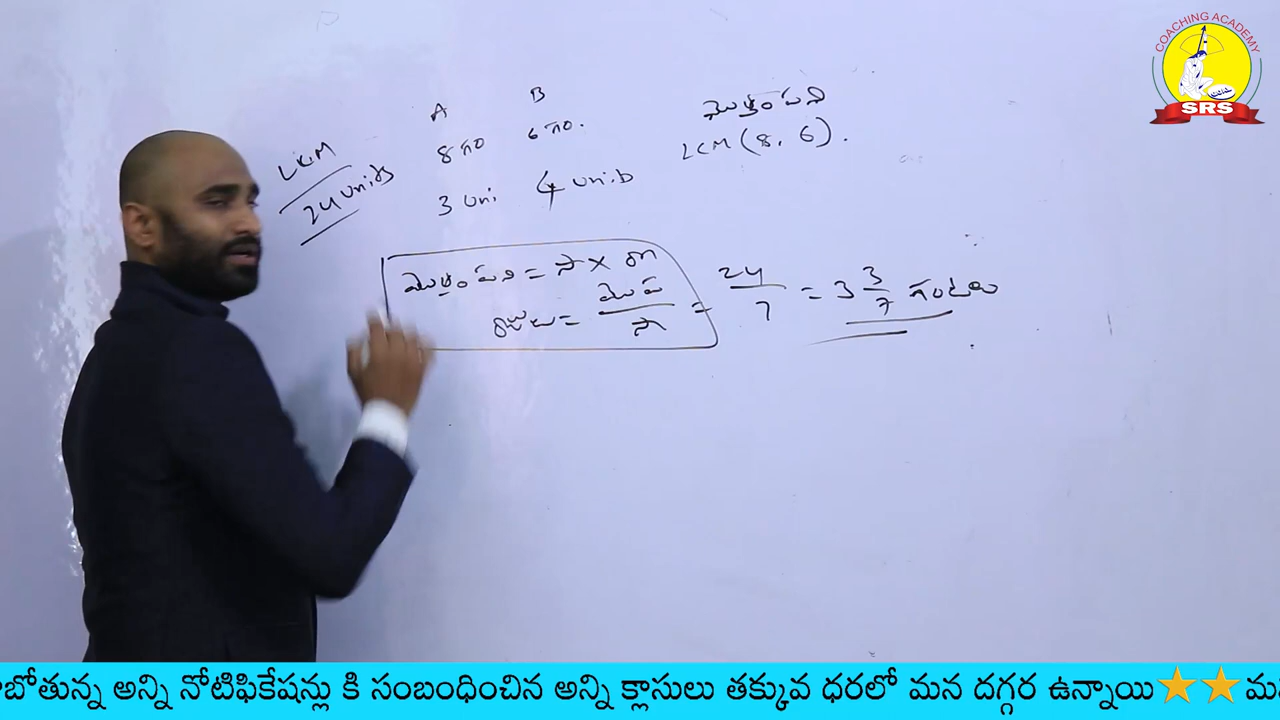 COACHING ACADEMY
SRS
A B
8 గం 6 గం.
మొత్తం పని
LCM (8, 6).
LCM
24 units
3 Uni 4 Units
మొత్తం పని = సా × రో
రోజులు = మొప / సా = 24 / 7 = 3 3/7 గంటలు
బోతున్న అన్ని నోటిఫికేషన్లు కి సంబంధించిన అన్ని క్లాసులు తక్కువ ధరలో మన దగ్గర ఉన్నాయి⭐⭐